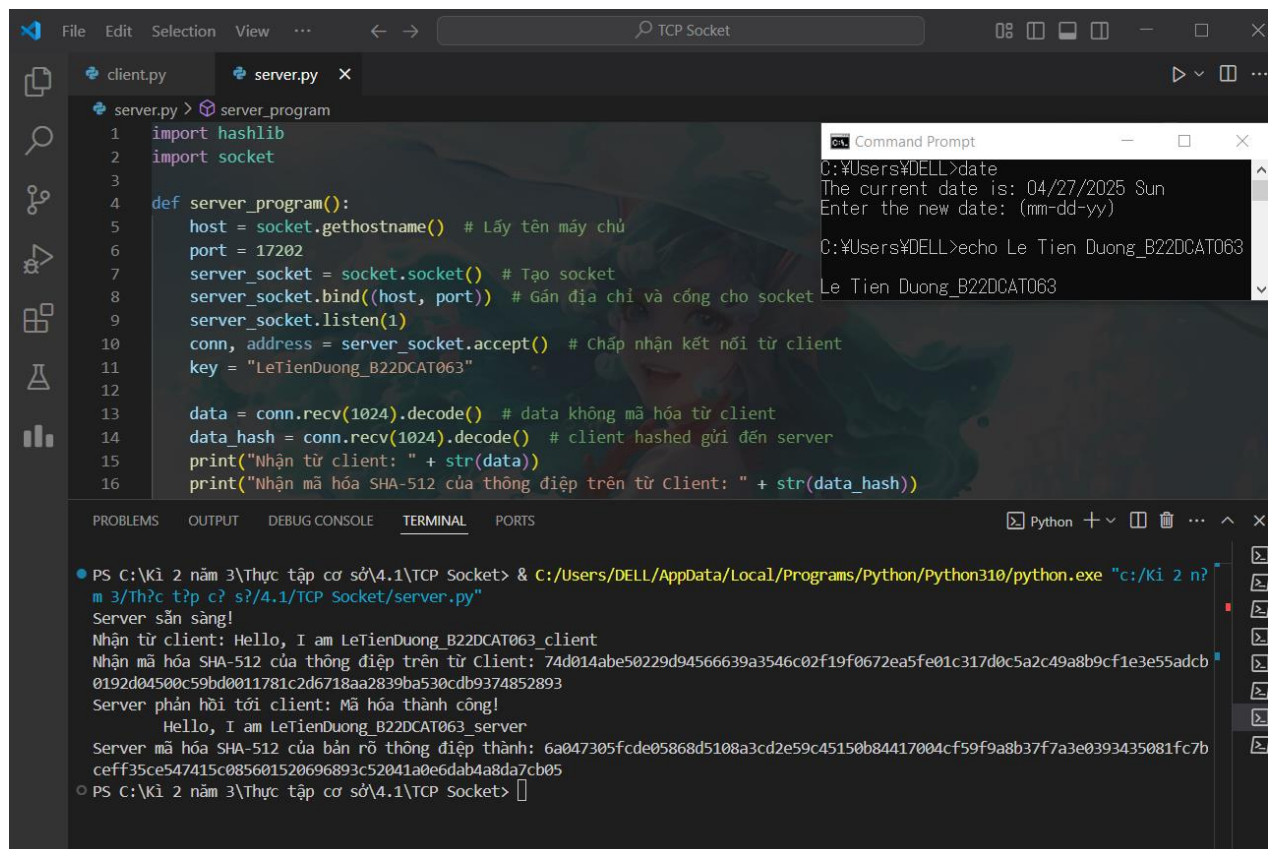 File Edit Selection View ··· ← → TCP Socket
client.py server.py ×
server.py > server_program
1 import hashlib
2 import socket
3
4 def server_program():
5 host = socket.gethostname() # Lấy tên máy chủ
6 port = 17202
7 server_socket = socket.socket() # Tạo socket
8 server_socket.bind((host, port)) # Gán địa chỉ và cổng cho socket
9 server_socket.listen(1)
10 conn, address = server_socket.accept() # Chấp nhận kết nối từ client
11 key = "LeTienDuong_B22DCAT063"
12
13 data = conn.recv(1024).decode() # data không mã hóa từ client
14 data_hash = conn.recv(1024).decode() # client hashed gửi đến server
15 print("Nhận từ client: " + str(data))
16 print("Nhận mã hóa SHA-512 của thông điệp trên từ Client: " + str(data_hash))
Command Prompt
C:¥Users¥DELL>date
The current date is: 04/27/2025 Sun
Enter the new date: (mm-dd-yy)
C:¥Users¥DELL>echo Le Tien Duong_B22DCAT063
Le Tien Duong_B22DCAT063
PROBLEMS OUTPUT DEBUG CONSOLE TERMINAL PORTS Python
PS C:\Kì 2 năm 3\Thực tập cơ sở\4.1\TCP Socket> & C:/Users/DELL/AppData/Local/Programs/Python/Python310/python.exe "c:/Ki 2 n?
m 3/Th?c t?p c? s?/4.1/TCP Socket/server.py"
Server sẵn sàng!
Nhận từ client: Hello, I am LeTienDuong_B22DCAT063_client
Nhận mã hóa SHA-512 của thông điệp trên từ Client: 74d014abe50229d94566639a3546c02f19f0672ea5fe01c317d0c5a2c49a8b9cf1e3e55adcb
0192d04500c59bd0011781c2d6718aa2839ba530cdb9374852893
Server phản hồi tới client: Mã hóa thành công!
Hello, I am LeTienDuong_B22DCAT063_server
Server mã hóa SHA-512 của bản rõ thông điệp thành: 6a047305fcde05868d5108a3cd2e59c45150b84417004cf59f9a8b37f7a3e0393435081fc7b
ceff35ce547415c085601520696893c52041a0e6dab4a8da7cb05
PS C:\Kì 2 năm 3\Thực tập cơ sở\4.1\TCP Socket>